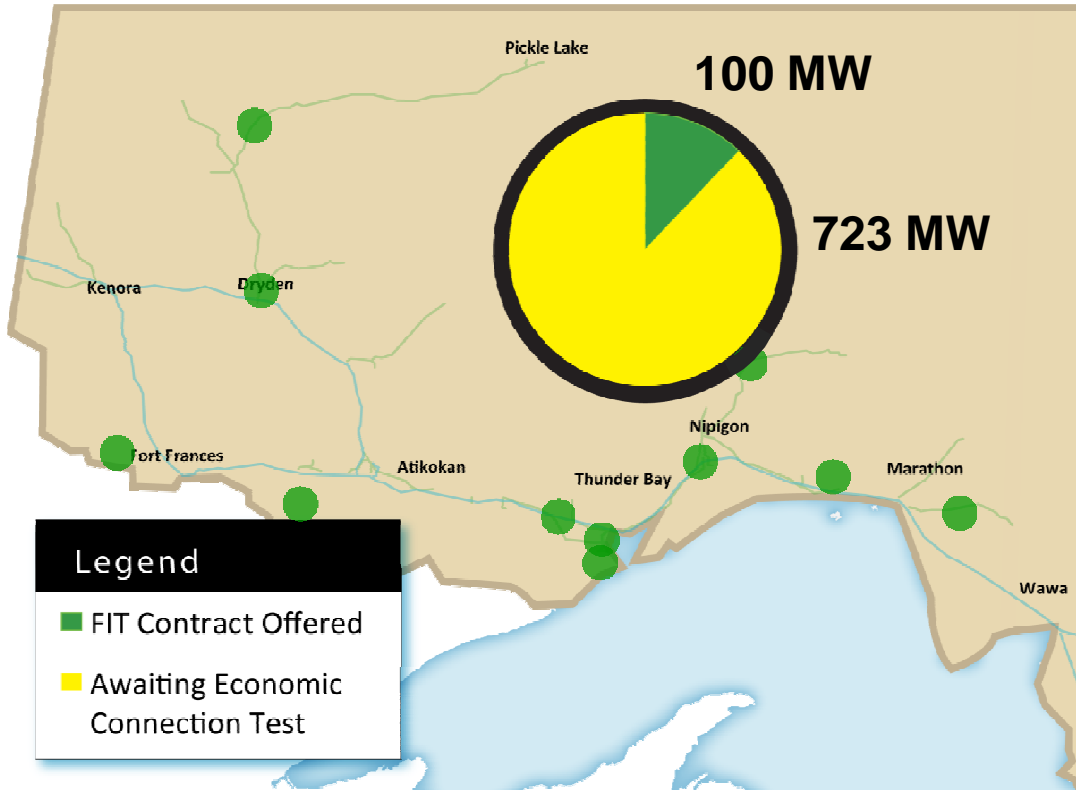 Pickle Lake
100 MW
723 MW
Kenora
Dryden
Nipigon
Fort Frances
Atikokan
Thunder Bay
Marathon
Wawa
Legend
FIT Contract Offered
Awaiting Economic
Connection Test